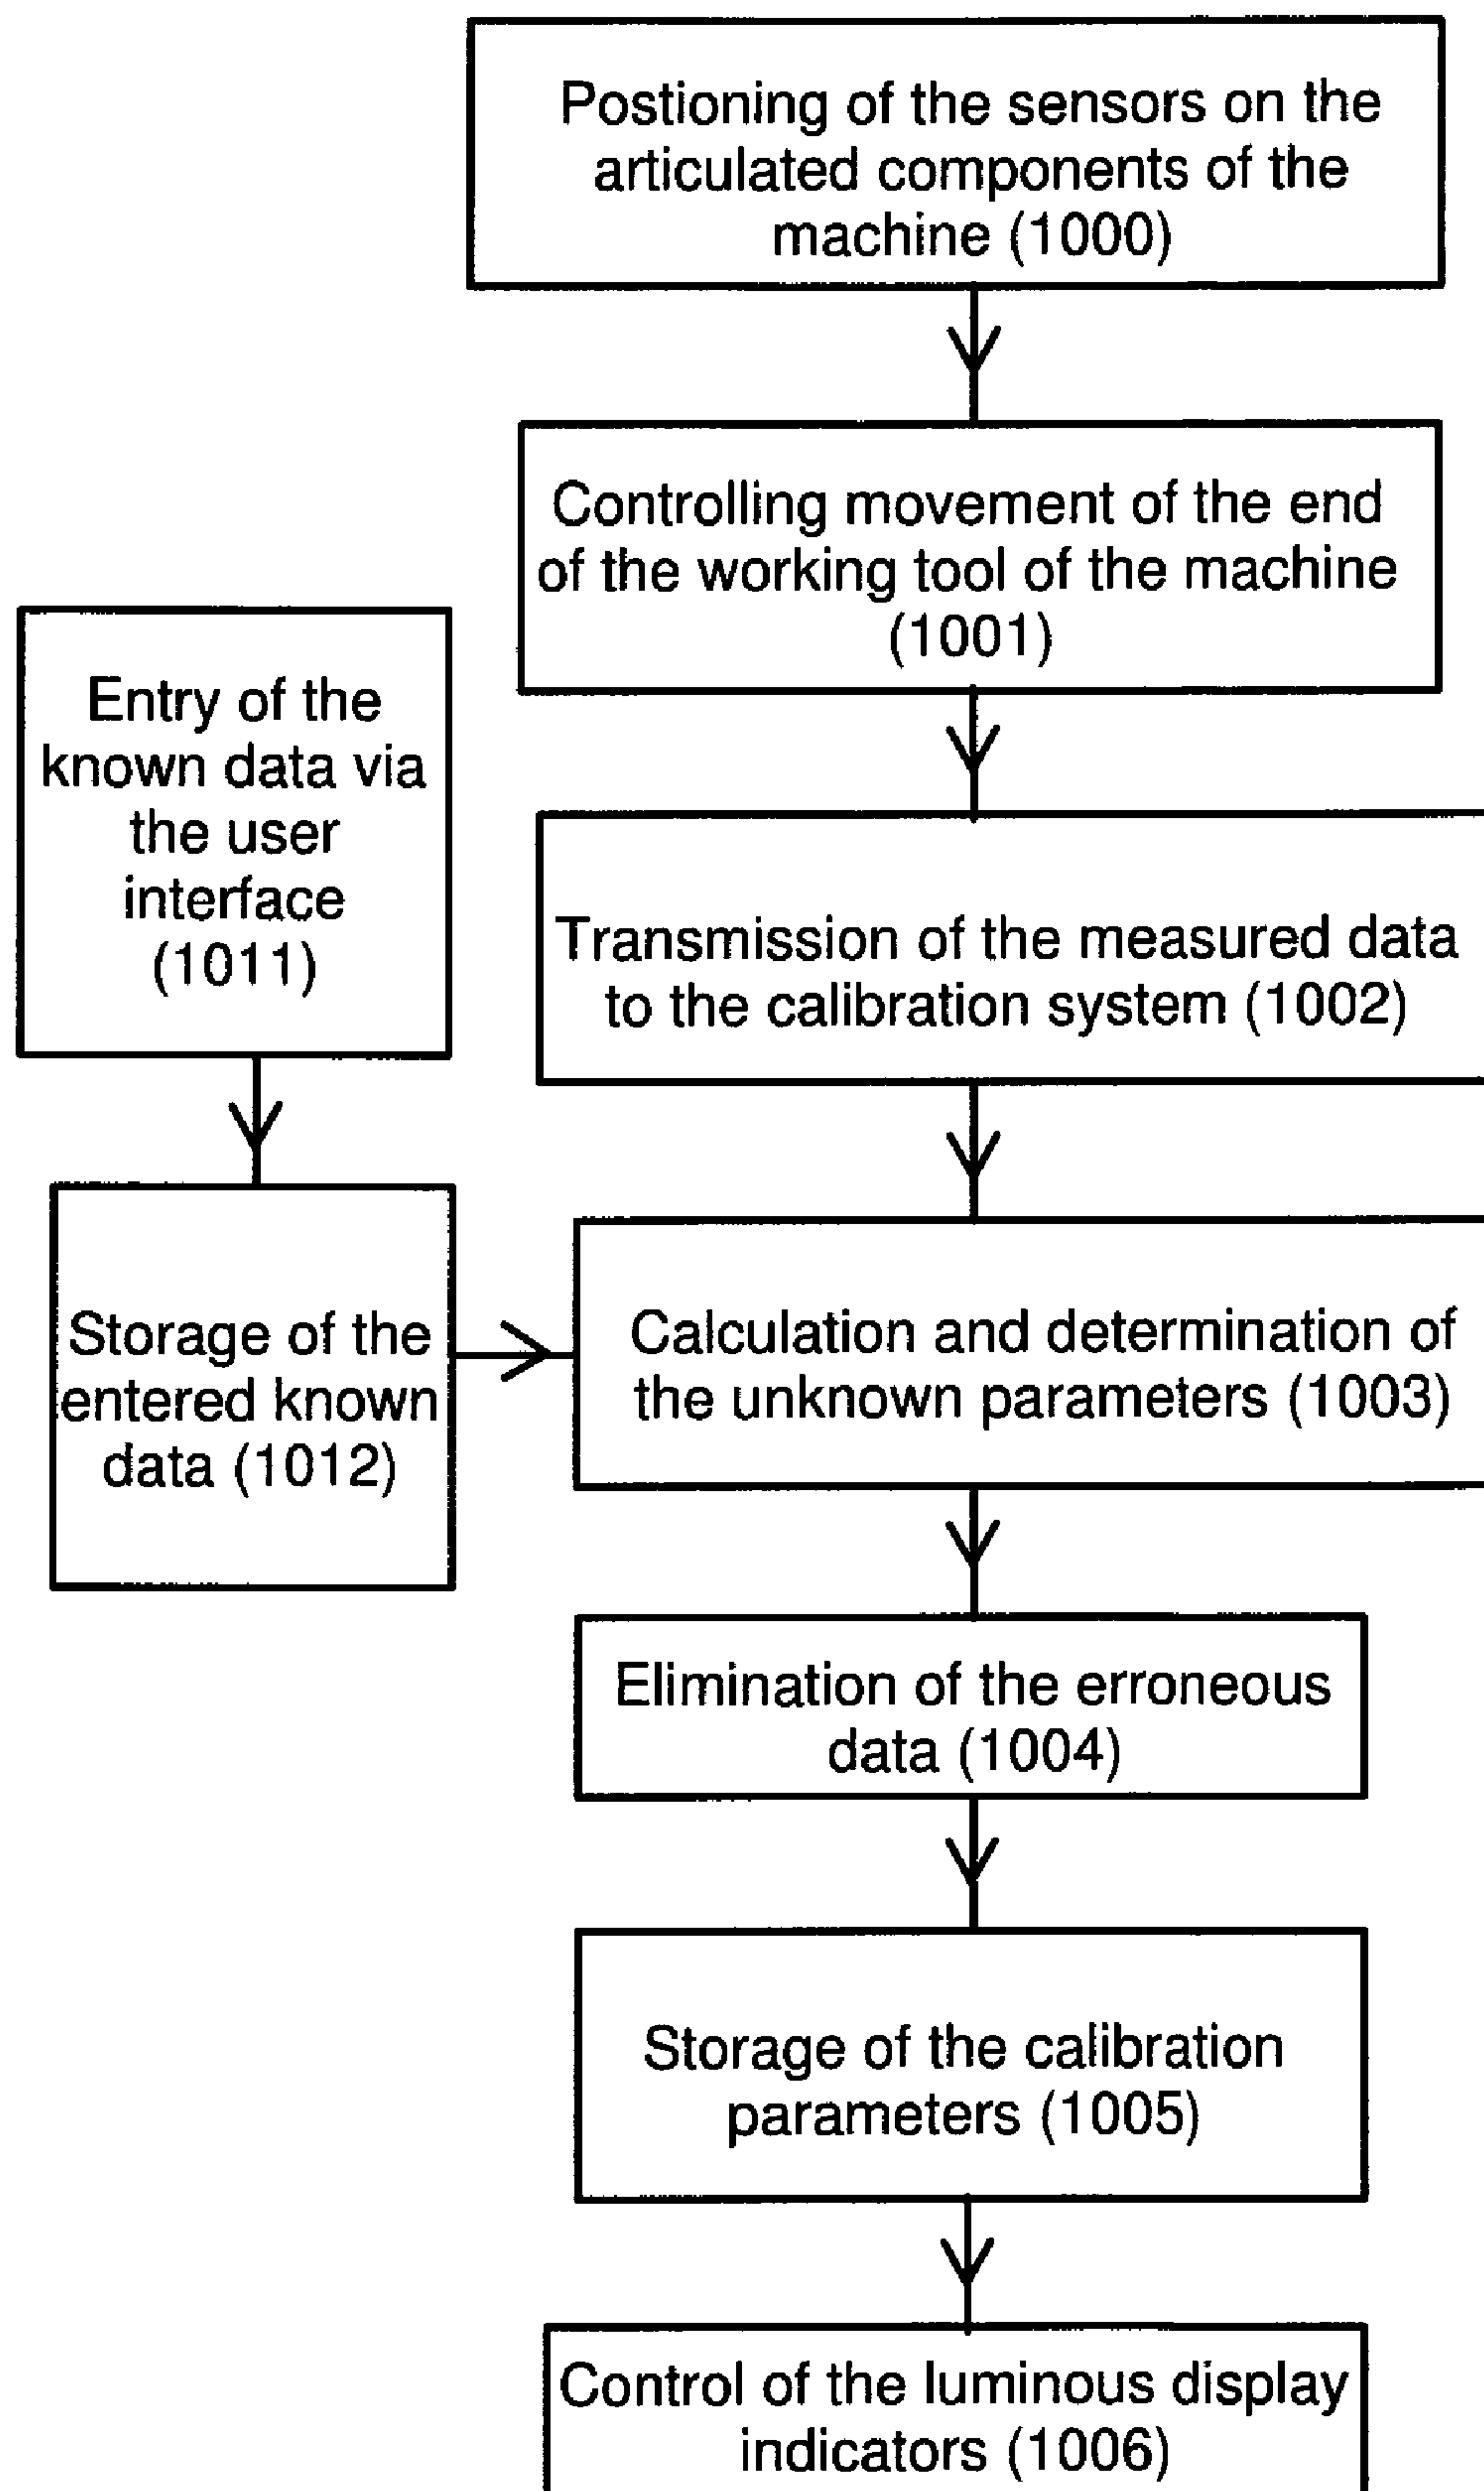 Postioning of the sensors on the
articulated components of the
machine (1000)
Controlling movement of the end
of the working tool of the machine
(1001)
Entry of the
known data via
the user
interface
(1011)
Transmission of the measured data
to the calibration system (1002)
Storage of the
entered known
data (1012)
Calculation and determination of
the unknown parameters (1003)
Elimination of the erroneous
data (1004)
Storage of the calibration
parameters (1005)
Control of the luminous display
indicators (1006)